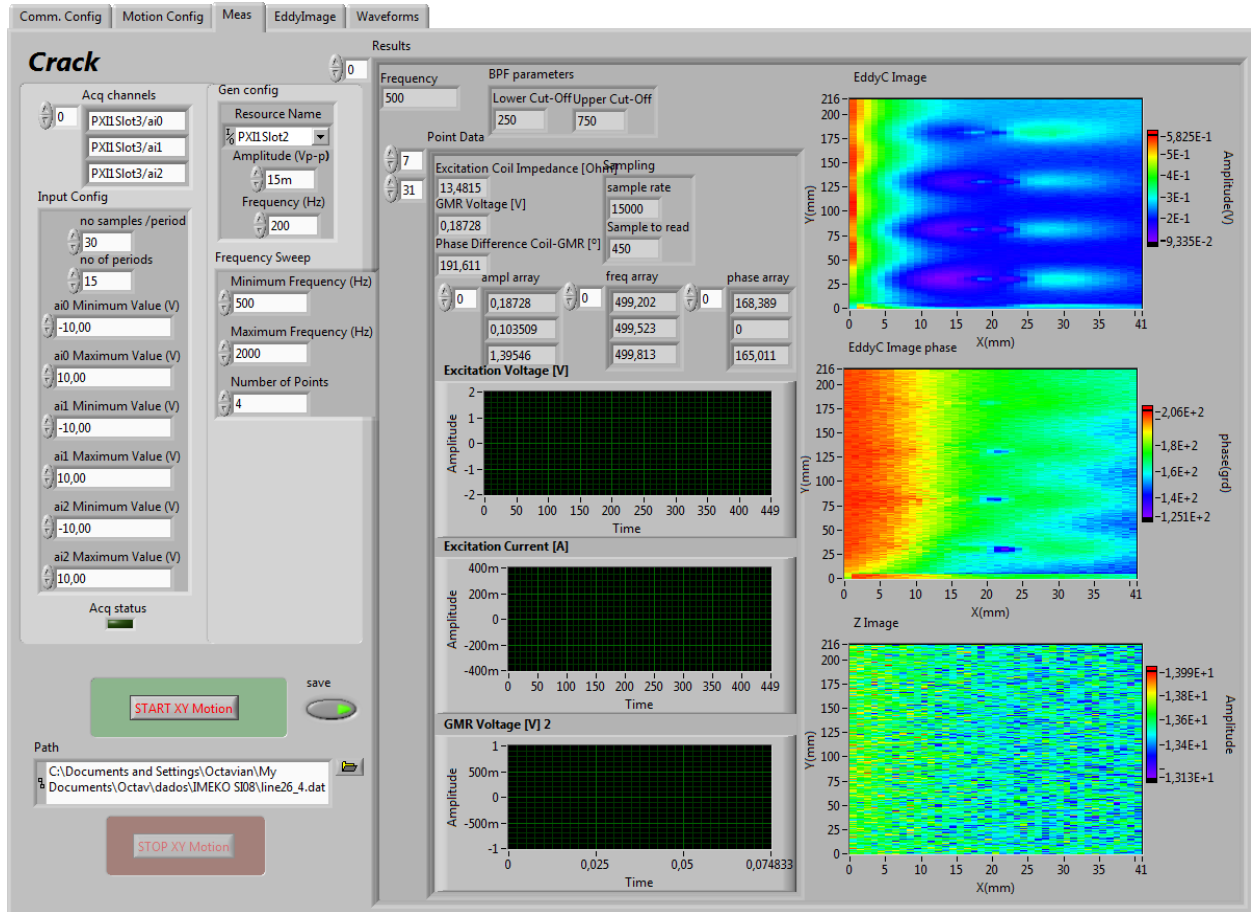 Comm. Config
Motion Config
Meas
EddyImage
Waveforms
Crack
0
Acq channels
0
PXI1Slot3/ai0
PXI1Slot3/ai1
PXI1Slot3/ai2
Input Config
no samples /period
30
no of periods
15
ai0 Minimum Value (V)
-10,00
ai0 Maximum Value (V)
10,00
ai1 Minimum Value (V)
-10,00
ai1 Maximum Value (V)
10,00
ai2 Minimum Value (V)
-10,00
ai2 Maximum Value (V)
10,00
Acq status
Gen config
Resource Name
PXI1Slot2
Amplitude (Vp-p)
15m
Frequency (Hz)
200
Frequency Sweep
Minimum Frequency (Hz)
500
Maximum Frequency (Hz)
2000
Number of Points
4
START XY Motion
save
Path
C:\Documents and Settings\Octavian\My
Documents\Octav\dados\IMEKO SI08\line26_4.dat
STOP XY Motion
Results
Frequency
500
BPF parameters
Lower Cut-Off
Upper Cut-Off
250
750
Point Data
7
31
Excitation Coil Impedance [Ohm]
13,4815
GMR Voltage [V]
0,18728
Phase Difference Coil-GMR [º]
191,611
Sampling
sample rate
15000
Sample to read
450
ampl array
0
0,18728
0,103509
1,39546
freq array
0
499,202
499,523
499,813
phase array
0
168,389
0
165,011
Excitation Voltage [V]
Amplitude
2
1
0
-1
-2
0 50 100 150 200 250 300 350 400 449
Time
Excitation Current [A]
Amplitude
400m
200m
0
-200m
-400m
0 50 100 150 200 250 300 350 400 449
Time
GMR Voltage [V] 2
Amplitude
1
500m
0
-500m
-1
0 0,025 0,05 0,074833
Time
EddyC Image
Y(mm)
216
200
175
150
125
100
75
50
25
0
0 5 10 15 20 25 30 35 41
X(mm)
5,825E-1
5E-1
4E-1
3E-1
2E-1
9,335E-2
Amplitude(V)
EddyC Image phase
Y(mm)
216
200
175
150
125
100
75
50
25
0
0 5 10 15 20 25 30 35 41
X(mm)
2,06E+2
1,8E+2
1,6E+2
1,4E+2
1,251E+2
phase(grd)
Z Image
Y(mm)
216
200
175
150
125
100
75
50
25
0
0 5 10 15 20 25 30 35 41
X(mm)
1,399E+1
1,38E+1
1,36E+1
1,34E+1
1,313E+1
Amplitude